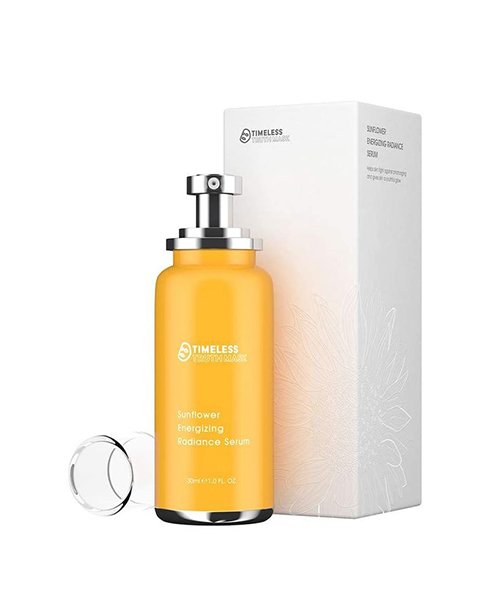 TIMELESS
TRUTH MASK
SUNFLOWER
ENERGIZING RADIANCE
SERUM
TIMELESS
TRUTH MASK
Sunflower
Energizing
Radiance Serum
30ml℮1.0 FL. OZ.